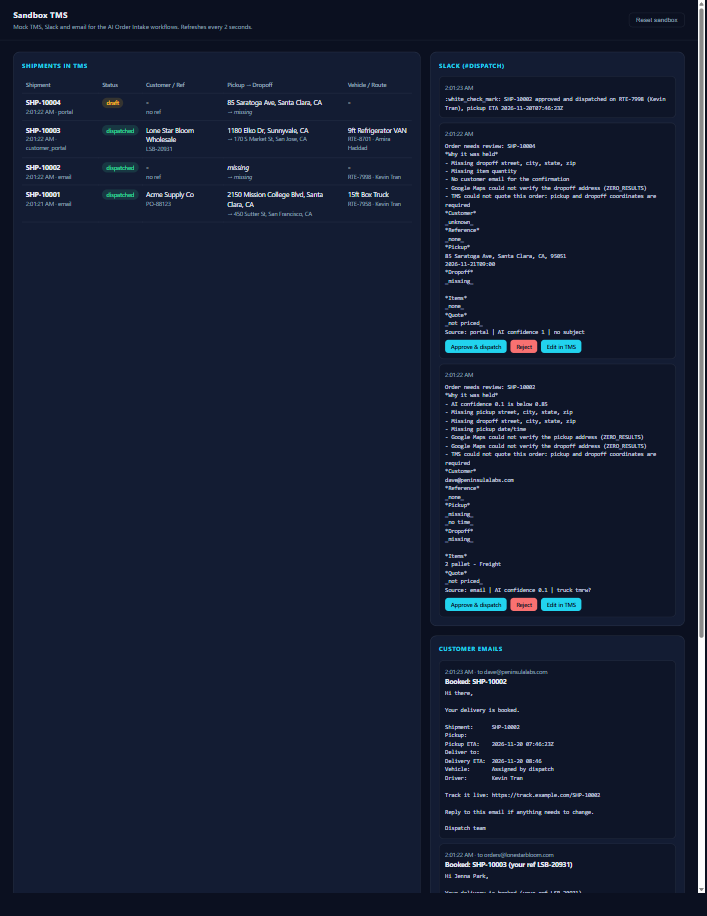 Sandbox TMS
Mock TMS, Slack and email for the AI Order Intake workflows. Refreshes every 2 seconds.
Reset sandbox
SHIPMENTS IN TMS
Shipment Status Customer / Ref Pickup → Dropoff Vehicle / Route
SHP-10004 draft - 85 Saratoga Ave, Santa Clara, CA -
2:01:22 AM · portal no ref → missing
SHP-10003 dispatched Lone Star Bloom 1180 Elko Dr, Sunnyvale, CA 9ft Refrigerator VAN
2:01:22 AM · Wholesale → 170 S Market St, San Jose, CA RTE-8701 · Amira
customer_portal LSB-20931 Haddad
SHP-10002 dispatched - missing -
2:01:22 AM · email no ref → missing RTE-7998 · Kevin Tran
SHP-10001 dispatched Acme Supply Co 2150 Mission College Blvd, Santa 15ft Box Truck
2:01:21 AM · email PO-88123 Clara, CA RTE-7958 · Kevin Tran
→ 450 Sutter St, San Francisco, CA
SLACK (#DISPATCH)
2:01:23 AM
:white_check_mark: SHP-10002 approved and dispatched on RTE-7998 (Kevin
Tran), pickup ETA 2026-11-20T07:46:23Z
2:01:22 AM
Order needs review: SHP-10004
*Why it was held*
- Missing dropoff street, city, state, zip
- Missing item quantity
- No customer email for the confirmation
- Google Maps could not verify the dropoff address (ZERO_RESULTS)
- TMS could not quote this order: pickup and dropoff coordinates are
required
*Customer*
_unknown_
*Reference*
_none_
*Pickup*
85 Saratoga Ave, Santa Clara, CA, 95051
2026-11-21T09:00
*Dropoff*
_missing_
*Items*
_none_
*Quote*
_not priced_
Source: portal | AI confidence 1 | no subject
Approve & dispatch Reject Edit in TMS
2:01:22 AM
Order needs review: SHP-10002
*Why it was held*
- AI confidence 0.1 is below 0.85
- Missing pickup street, city, state, zip
- Missing dropoff street, city, state, zip
- Missing pickup date/time
- Google Maps could not verify the pickup address (ZERO_RESULTS)
- Google Maps could not verify the dropoff address (ZERO_RESULTS)
- TMS could not quote this order: pickup and dropoff coordinates are
required
*Customer*
dave@peninsulalabs.com
*Reference*
_none_
*Pickup*
_missing_
_no time_
*Dropoff*
_missing_
*Items*
2 pallet - Freight
*Quote*
_not priced_
Source: email | AI confidence 0.1 | truck tmrw?
Approve & dispatch Reject Edit in TMS
CUSTOMER EMAILS
2:01:23 AM · to dave@peninsulalabs.com
Booked: SHP-10002
Hi there,
Your delivery is booked.
Shipment: SHP-10002
Pickup:
Pickup ETA: 2026-11-20 07:46:23Z
Deliver to:
Delivery ETA: 2026-11-20 08:46
Vehicle: Assigned by dispatch
Driver: Kevin Tran
Track it live: https://track.example.com/SHP-10002
Reply to this email if anything needs to change.
Dispatch team
2:01:22 AM · to orders@lonestarbloom.com
Booked: SHP-10003 (your ref LSB-20931)
Hi Jenna Park,